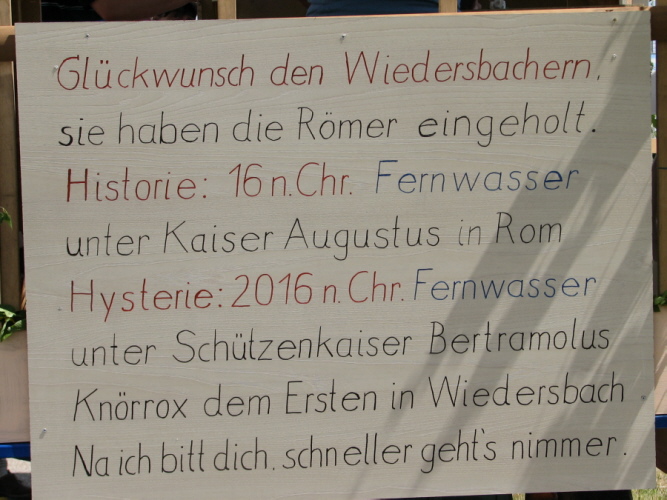 Glückwunsch den Wiedersbachern,
sie haben die Römer eingeholt.
Historie: 16 n. Chr. Fernwasser
unter Kaiser Augustus in Rom
Hysterie: 2016 n. Chr. Fernwasser
unter Schützenkaiser Bertramolus
Knörrox dem Ersten in Wiedersbach
Na ich bitt dich. schneller geht's nimmer.